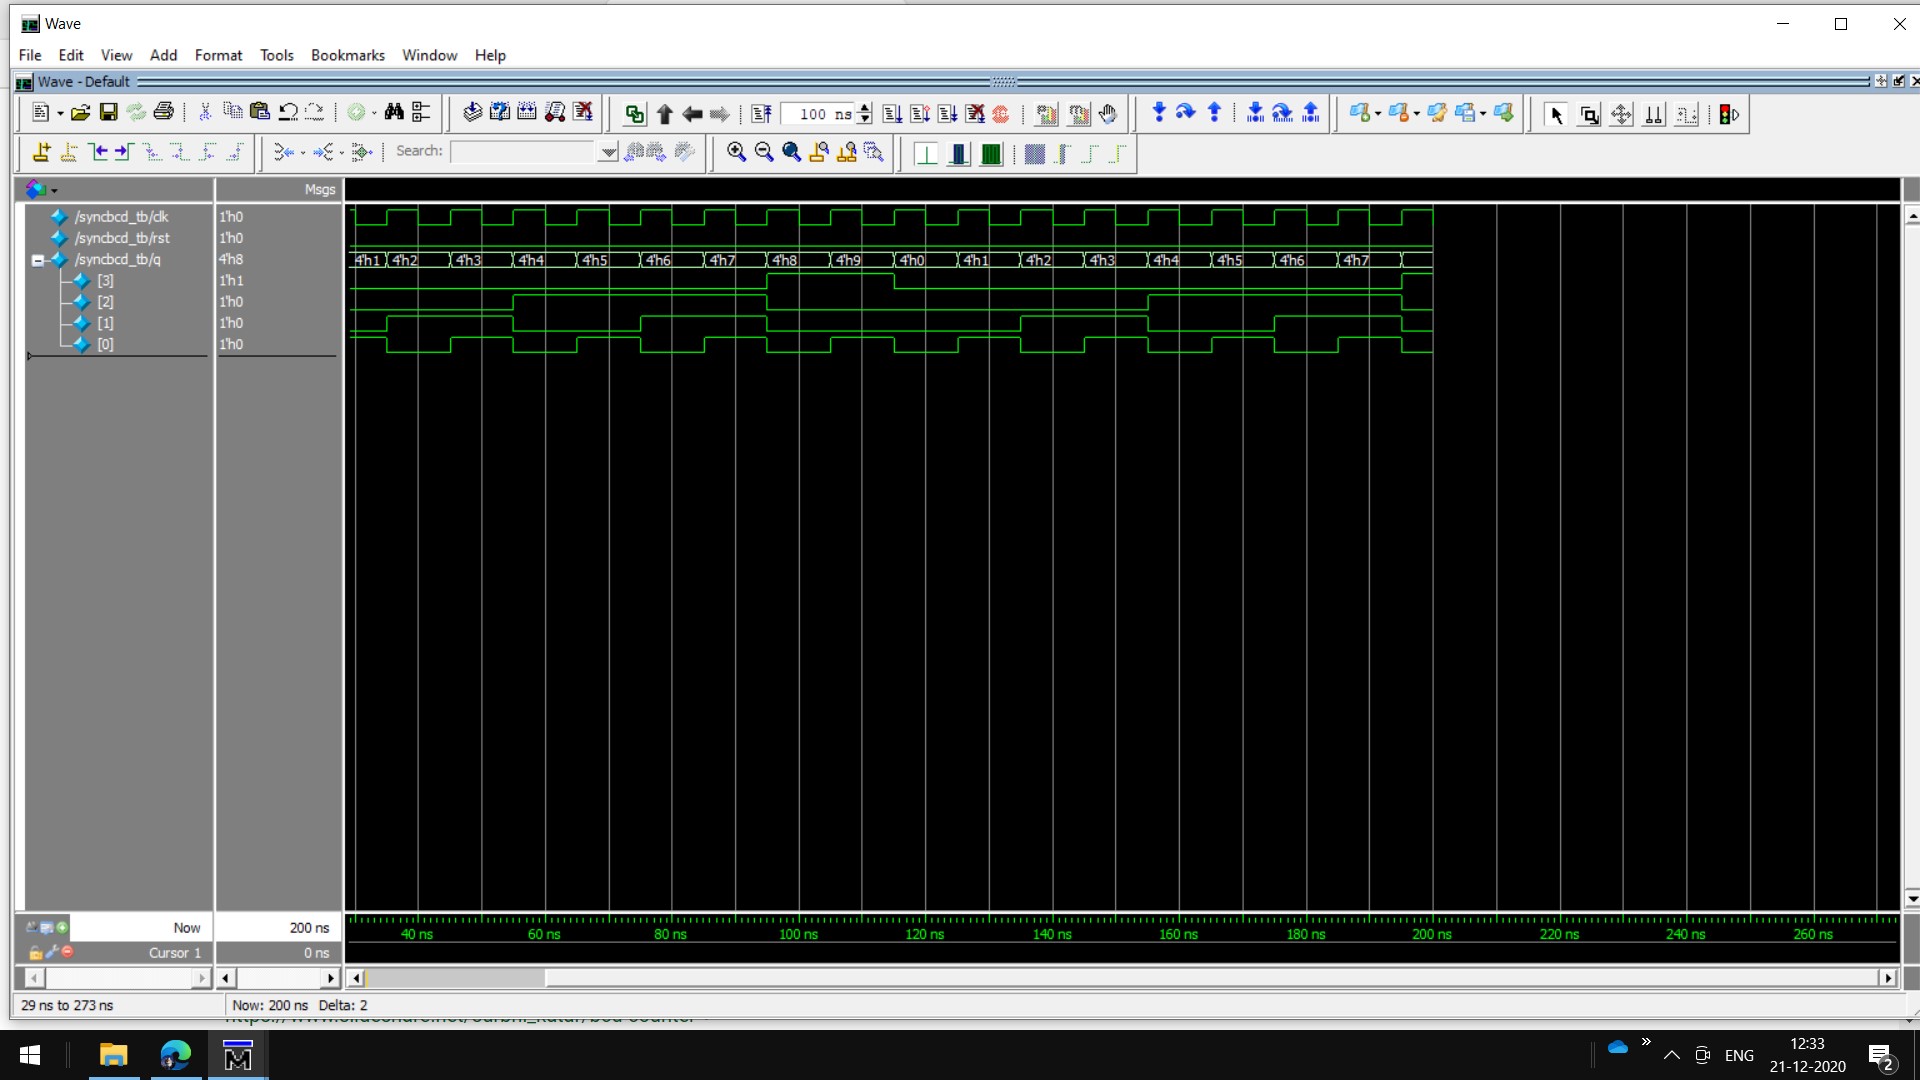 Wave
File Edit View Add Format Tools Bookmarks Window Help
Wave - Default
100 ns
Search:
Msgs
/syncbcd_tb/clk 1'h0
/syncbcd_tb/rst 1'h0
/syncbcd_tb/q 4'h8 4'h1 4'h2 4'h3 4'h4 4'h5 4'h6 4'h7 4'h8 4'h9 4'h0 4'h1 4'h2 4'h3 4'h4 4'h5 4'h6 4'h7
[3] 1'h1
[2] 1'h0
[1] 1'h0
[0] 1'h0
Now 200 ns 40 ns 60 ns 80 ns 100 ns 120 ns 140 ns 160 ns 180 ns 200 ns 220 ns 240 ns 260 ns
Cursor 1 0 ns
29 ns to 273 ns Now: 200 ns Delta: 2
12:33
ENG
21-12-2020
2